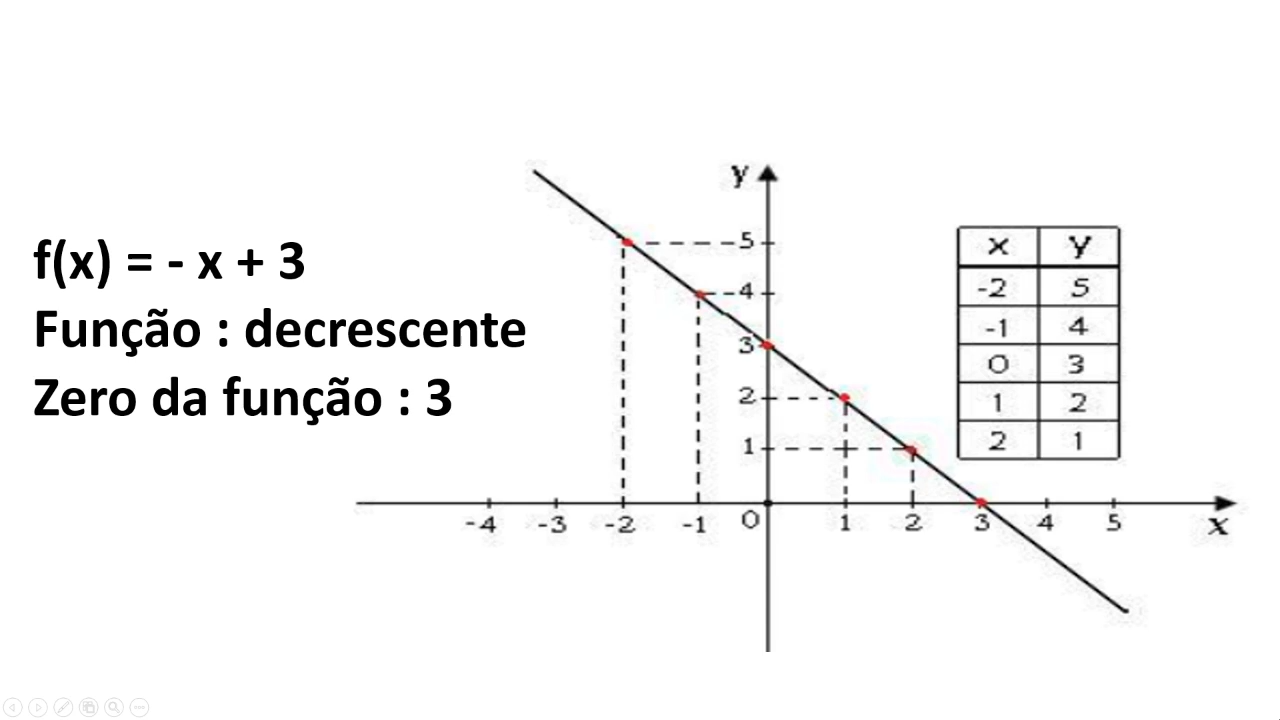 f(x) = - x + 3
Função : decrescente
Zero da função : 3
y
5
4
3
2
1
-4 -3 -2 -1 0 1 2 3 4 5
x
x y
-2 5
-1 4
0 3
1 2
2 1